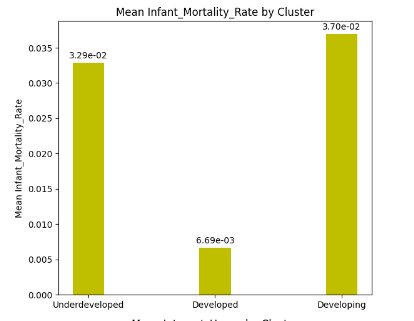 Mean Infant_Mortality_Rate by Cluster
3.70e-02
3.29e-02
6.69e-03
0.035
0.030
0.025
0.020
0.015
0.010
0.005
0.000
Mean Infant_Mortality_Rate
Underdeveloped
Developed
Developing